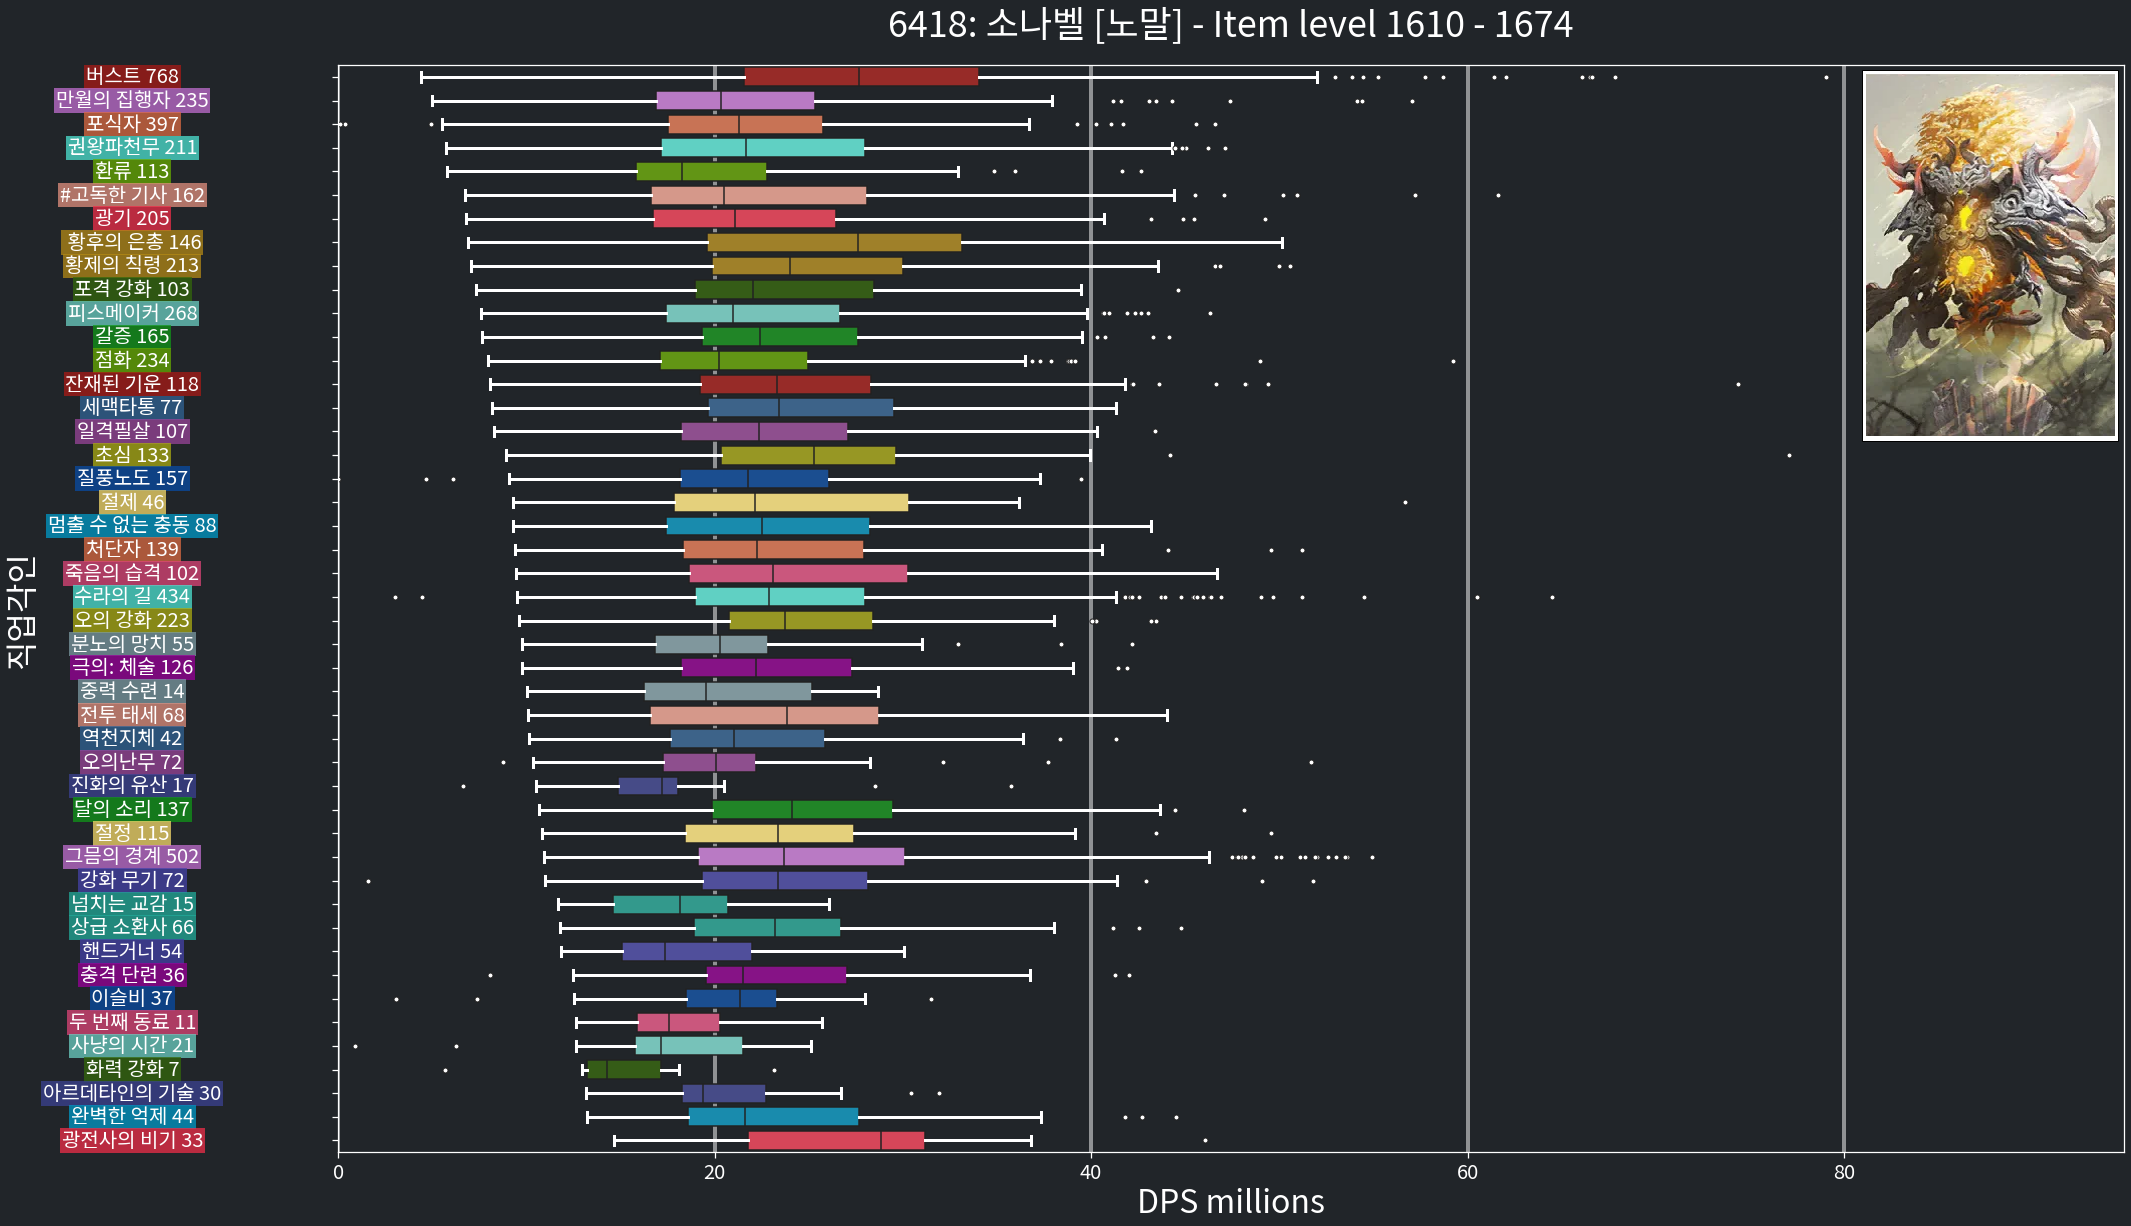 6418: 소나벨 [노말] - Item level 1610 - 1674
버스트 768
만월의 집행자 235
포식자 397
권왕파천무 211
환류 113
#고독한 기사 162
광기 205
황후의 은총 146
황제의 칙령 213
포격 강화 103
피스메이커 268
갈증 165
점화 234
잔재된 기운 118
세맥타통 77
일격필살 107
초심 133
질풍노도 157
절제 46
멈출 수 없는 충동 88
처단자 139
죽음의 습격 102
수라의 길 434
오의 강화 223
분노의 망치 55
극의: 체술 126
중력 수련 14
전투 태세 68
역천지체 42
오의난무 72
진화의 유산 17
달의 소리 137
절정 115
그믐의 경계 502
강화 무기 72
넘치는 교감 15
상급 소환사 66
핸드거너 54
충격 단련 36
이슬비 37
두 번째 동료 11
사냥의 시간 21
화력 강화 7
아르데타인의 기술 30
완벽한 억제 44
광전사의 비기 33
직업각인
0 20 40 60 80
DPS millions